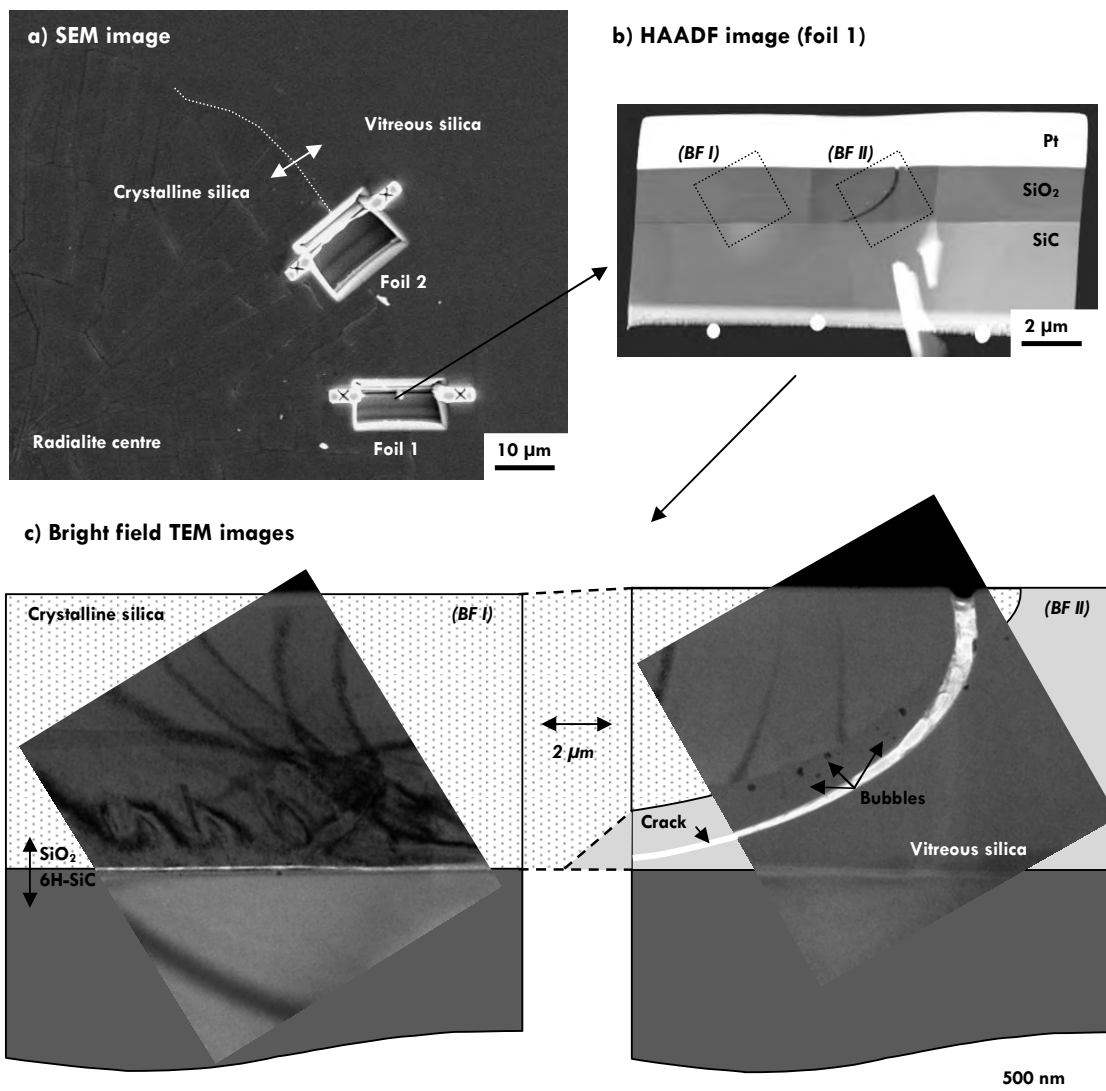 a) SEM image
Vitreous silica
Crystalline silica
Foil 2
Radialite centre
Foil 1
10 µm
b) HAADF image (foil 1)
Pt
(BF I)
(BF II)
SiO₂
SiC
2 µm
c) Bright field TEM images
Crystalline silica
(BF I)
(BF II)
2 µm
Bubbles
Crack
Vitreous silica
SiO₂
6H-SiC
500 nm